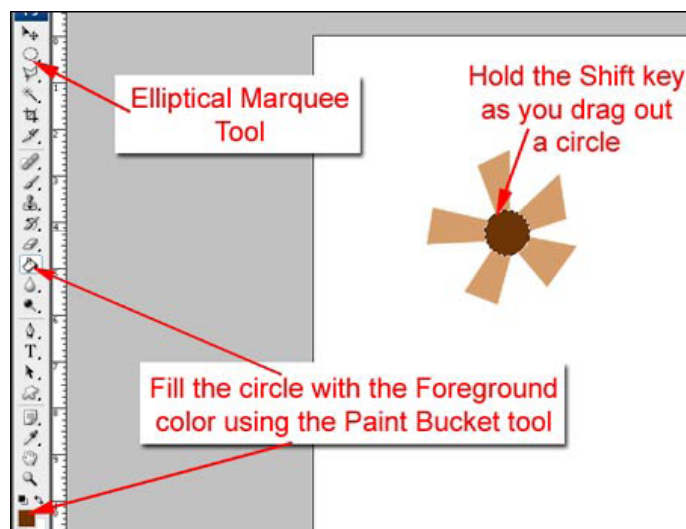 Elliptical Marquee
Tool
Hold the Shift key
as you drag out
a circle
Fill the circle with the Foreground
color using the Paint Bucket tool